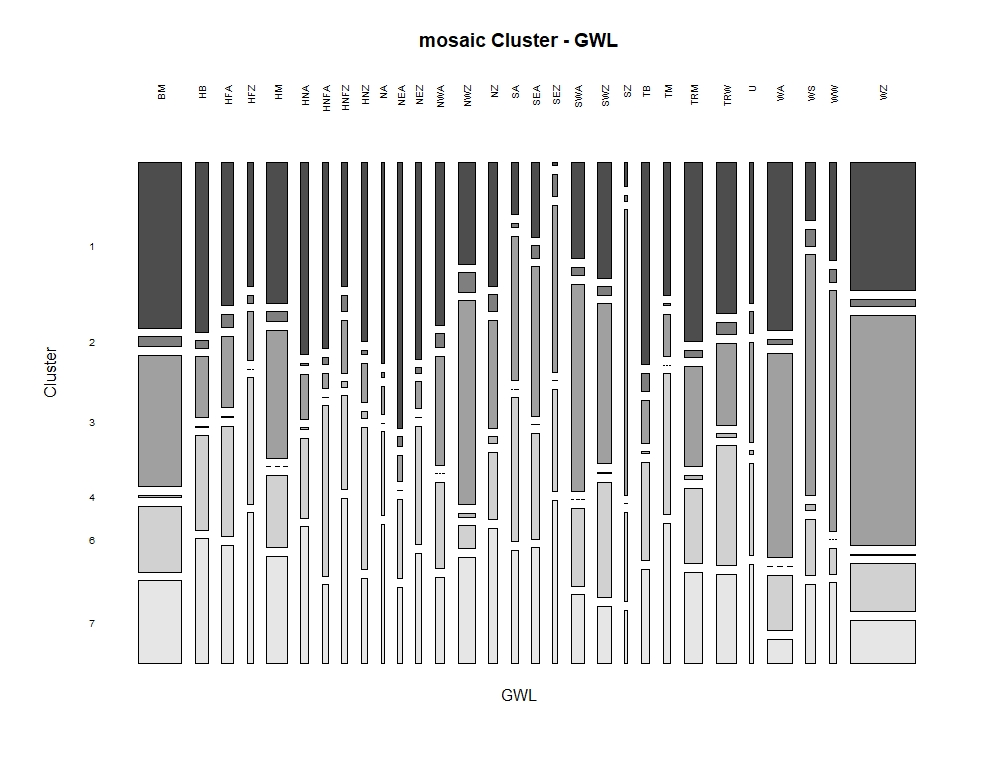 mosaic Cluster - GWL
BM HB HFA HFZ HM HNA HNFA HNFZ HNZ NA NEA NEZ NWA NWZ NZ SA SEA SEZ SWA SWZ SZ TB TM TRM TRW U WA WS WW WZ
1
2
3
4
6
7
Cluster
GWL